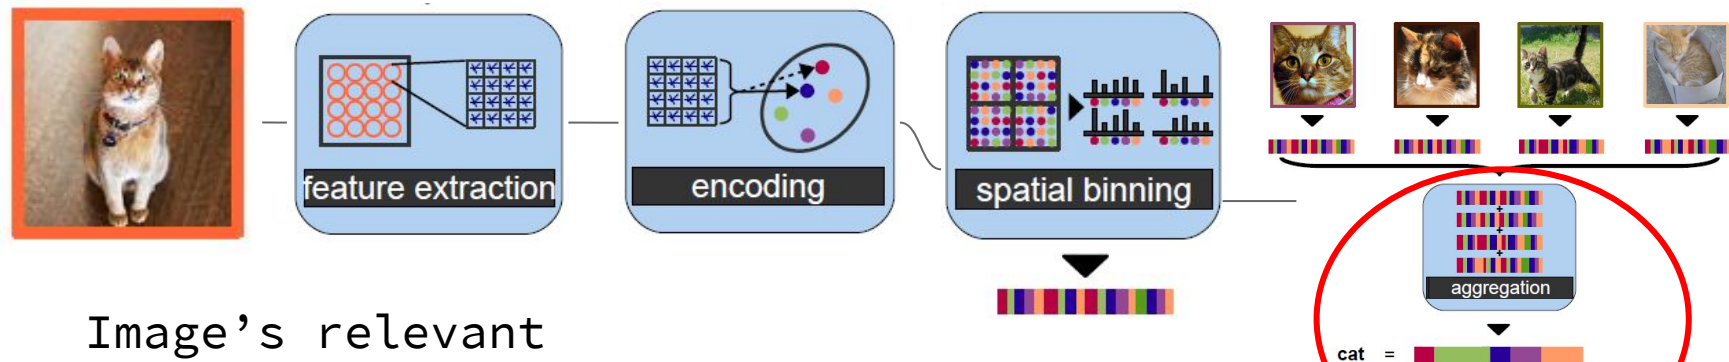 feature extraction
encoding
spatial binning
+
+
+
aggregation
cat =
Image’s relevant